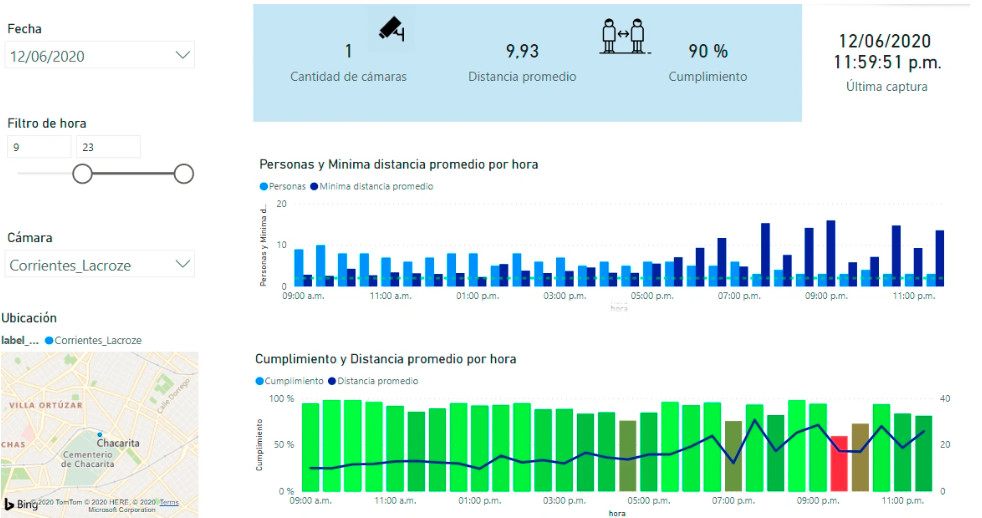 Fecha
12/06/2020
Filtro de hora
9 23
Cámara
Corrientes_Lacroze
Ubicación
label_... Corrientes_Lacroze
VILLA ORTÚZAR
Calle Dorrego
CHAS
Chacarita
Cementerio
de Chacarita
Bing
© 2020 TomTom © 2020 HERE, © 2020 Terms
Microsoft Corporation
1
Cantidad de cámaras
9,93
Distancia promedio
90 %
Cumplimiento
12/06/2020
11:59:51 p.m.
Última captura
Personas y Minima distancia promedio por hora
Personas Minima distancia promedio
Personas y Minima d...
20
10
0
09:00 a.m. 11:00 a.m. 01:00 p.m. 03:00 p.m. 05:00 p.m. 07:00 p.m. 09:00 p.m. 11:00 p.m.
hora
Cumplimiento y Distancia promedio por hora
Cumplimiento Distancia promedio
Cumplimiento
100 % 40
50 % 20
0 % 0
09:00 a.m. 11:00 a.m. 01:00 p.m. 03:00 p.m. 05:00 p.m. 07:00 p.m. 09:00 p.m. 11:00 p.m.
hora